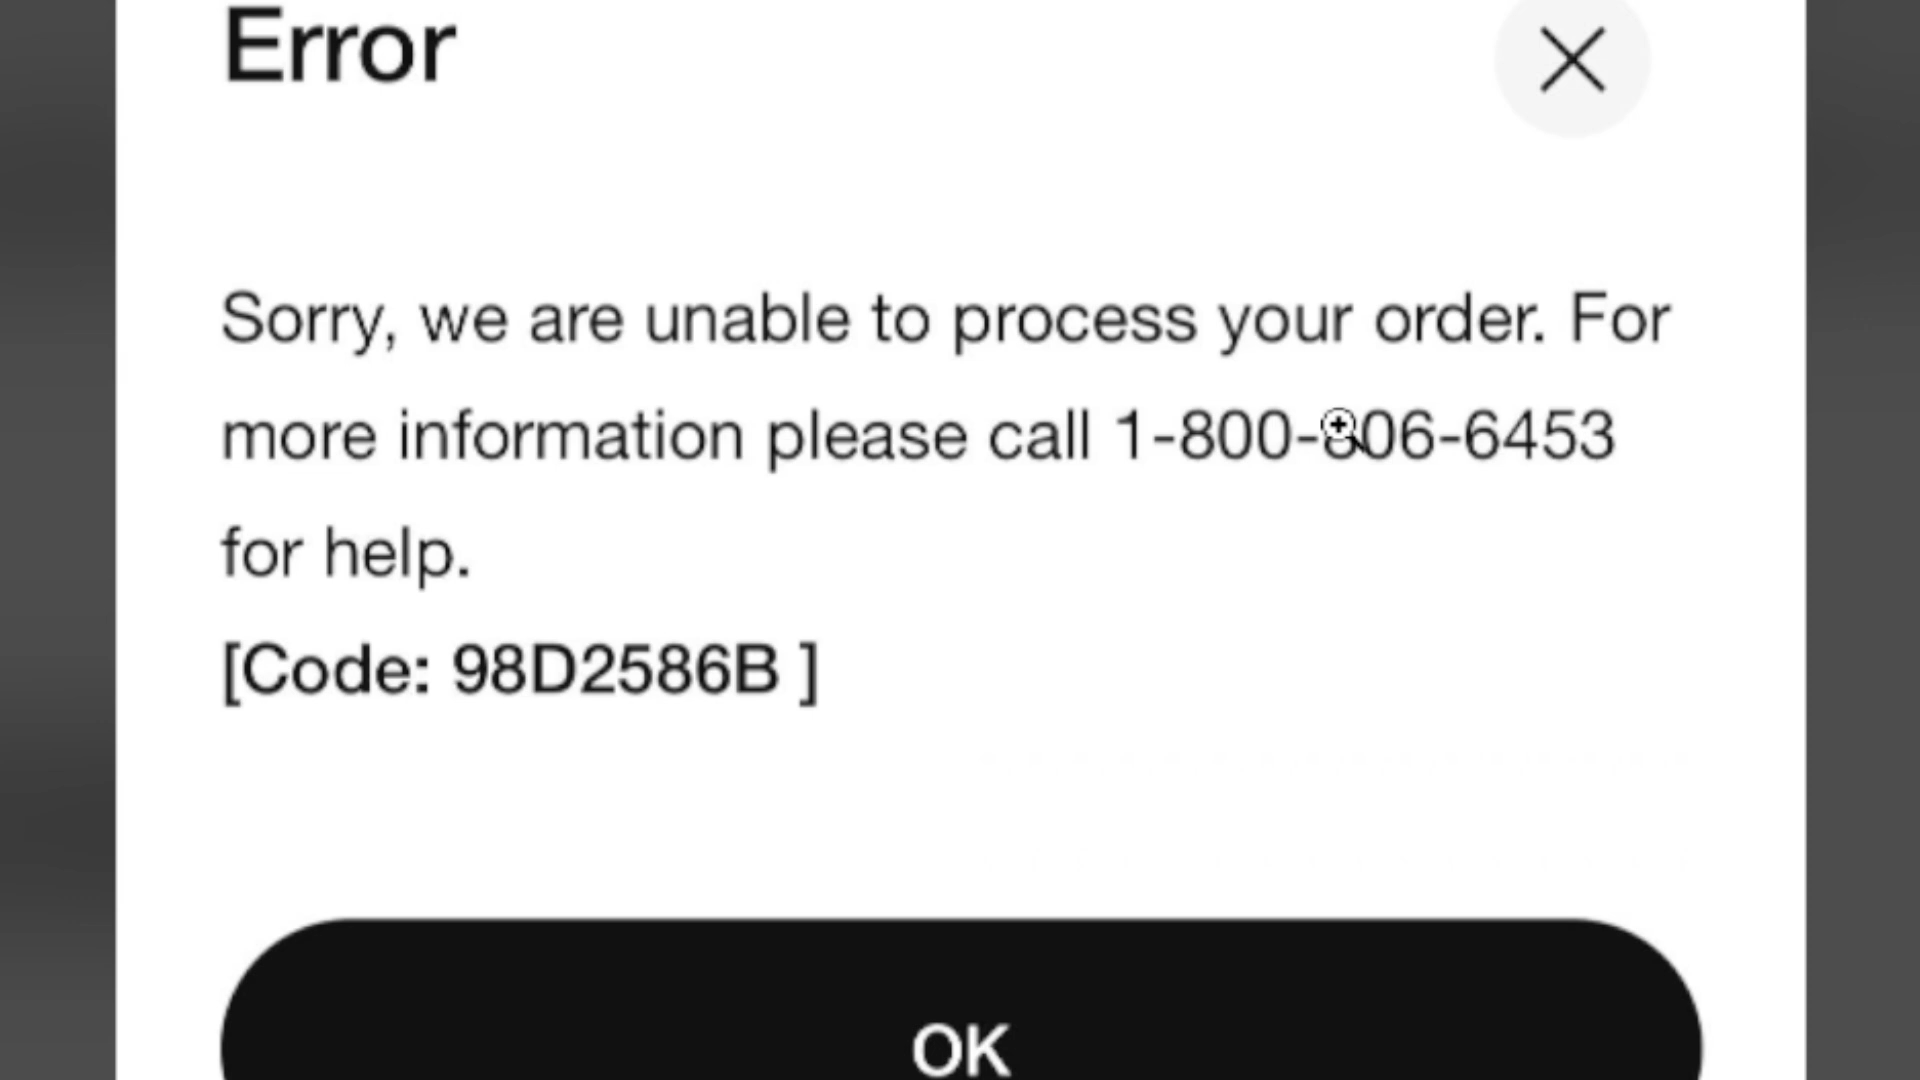 Error
Sorry, we are unable to process your order. For
more information please call 1-800-806-6453
for help.
[Code: 98D2586B ]
OK